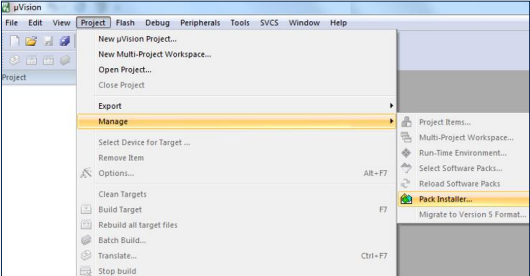 µVision
File Edit View Project Flash Debug Peripherals Tools SVCS Window Help
Project
New µVision Project...
New Multi-Project Workspace...
Open Project...
Close Project
Export
Manage
Select Device for Target ...
Remove Item
Options... Alt+F7
Clean Targets
Build Target F7
Rebuild all target files
Batch Build...
Translate... Ctrl+F7
Stop build
Project Items...
Multi-Project Workspace...
Run-Time Environment...
Select Software Packs...
Reload Software Packs
Pack Installer...
Migrate to Version 5 Format...